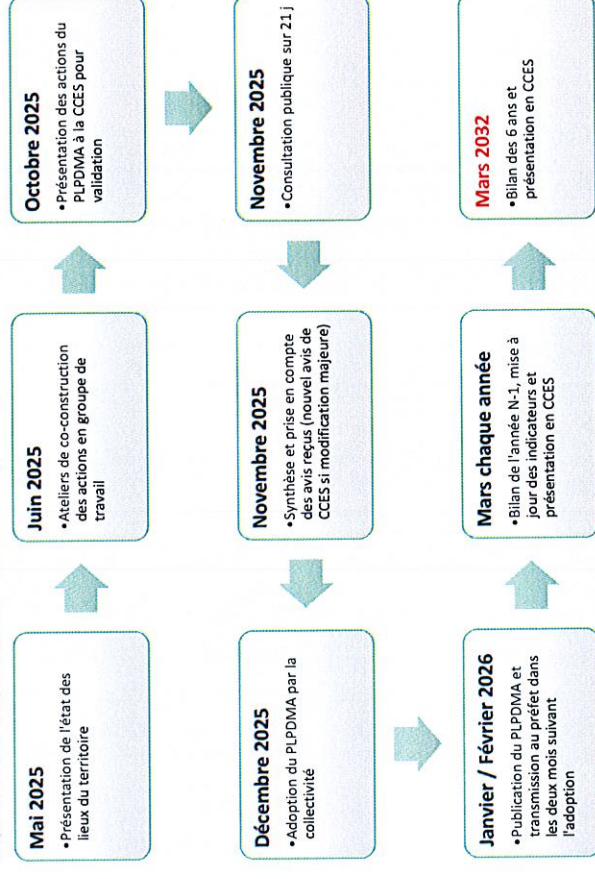 Mai 2025
•Présentation de l'état des
lieux du territoire
Juin 2025
•Ateliers de co-construction
des actions en groupe de
travail
Octobre 2025
•Présentation des actions du
PLPDMA à la CCES pour
validation
Novembre 2025
•Consultation publique sur 21 j
Novembre 2025
•Synthèse et prise en compte
des avis reçus (nouvel avis de
CCES si modification majeure)
Décembre 2025
•Adoption du PLPDMA par la
collectivité
Janvier / Février 2026
•Publication du PLPDMA et
transmission au préfet dans
les deux mois suivant
l'adoption
Mars chaque année
•Bilan de l'année N-1, mise à
jour des indicateurs et
présentation en CCES
Mars 2032
•Bilan des 6 ans et
présentation en CCES